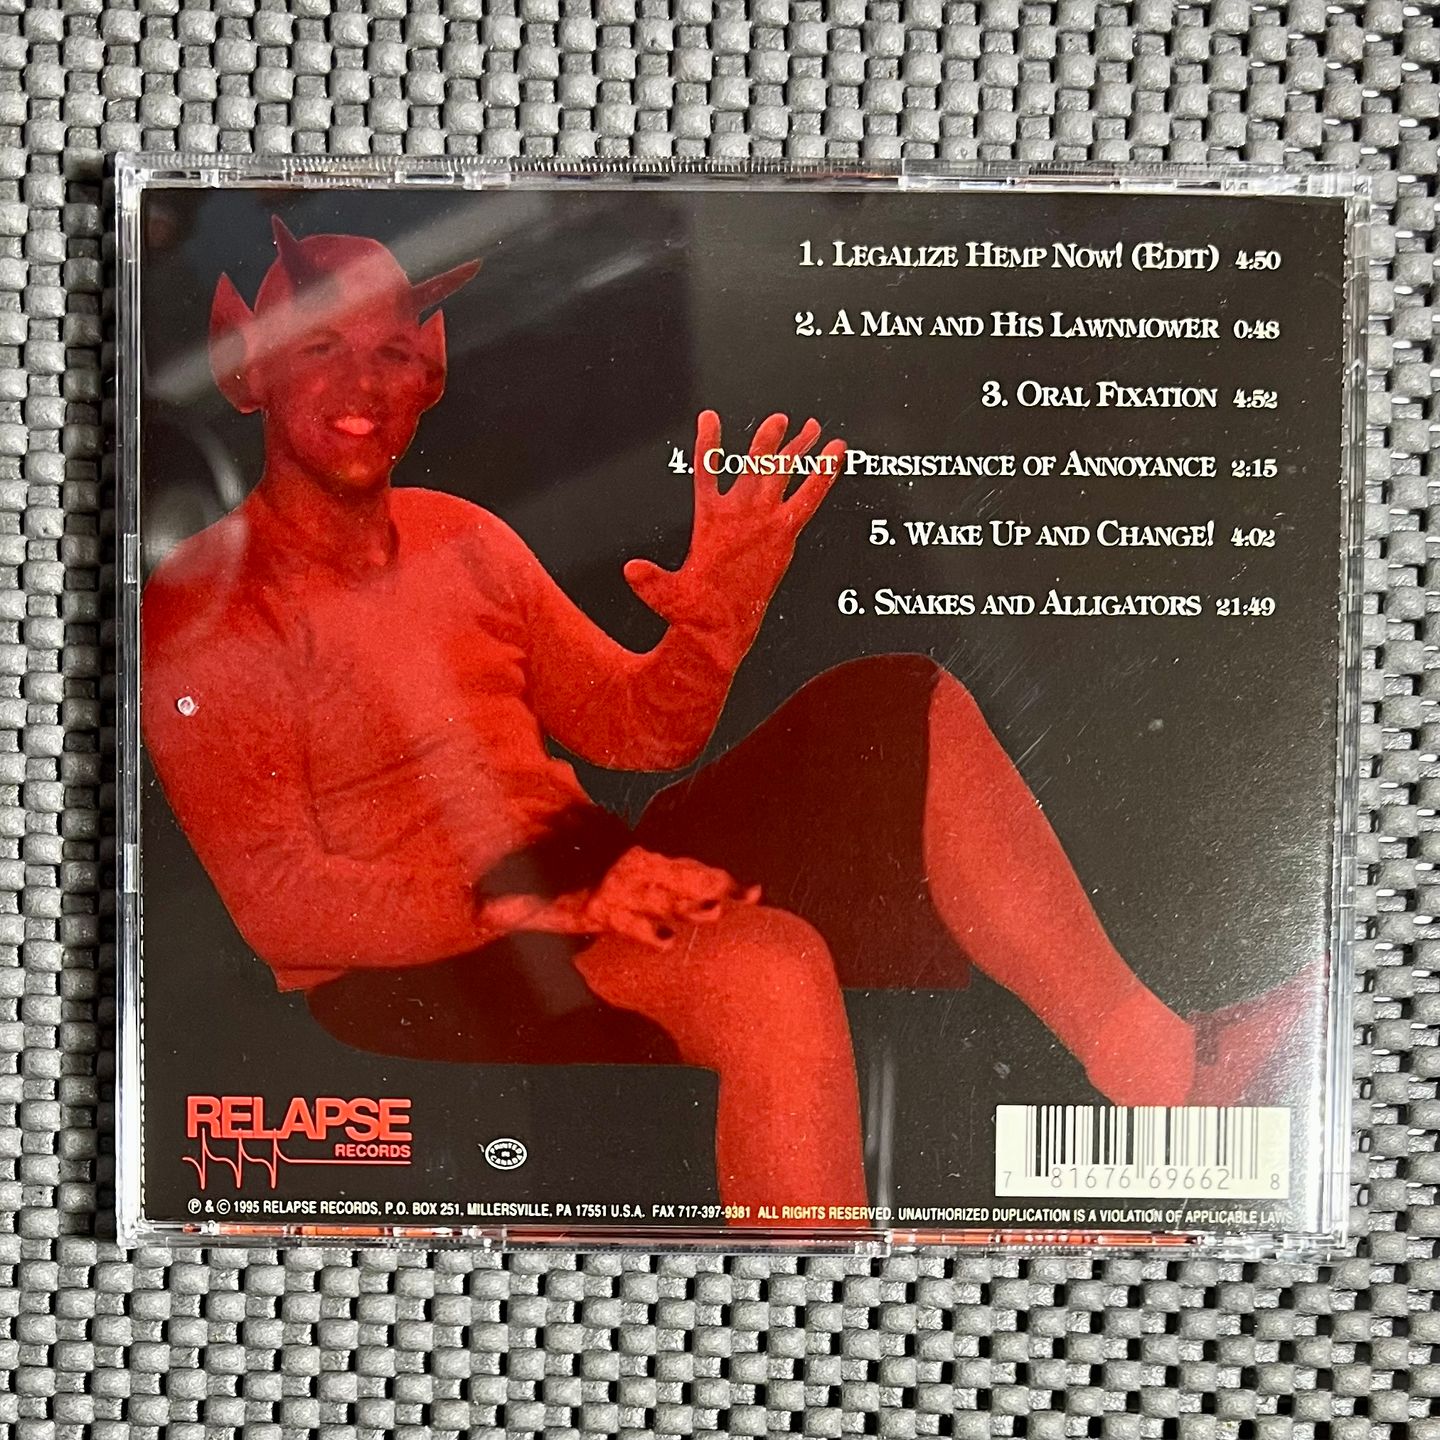 1. Legalize Hemp Now! (Edit) 4:50
2. A Man and His Lawnmower 0:48
3. Oral Fixation 4:52
4. Constant Persistance of Annoyance 2:15
5. Wake Up and Change! 4:02
6. Snakes and Alligators 21:49
RELAPSE
RECORDS
PRINTED
IN
CANADA
7 81676 69662 8
℗ & © 1995 RELAPSE RECORDS, P.O. BOX 251, MILLERSVILLE, PA 17551 U.S.A. FAX 717-397-9381 ALL RIGHTS RESERVED. UNAUTHORIZED DUPLICATION IS A VIOLATION OF APPLICABLE LAWS